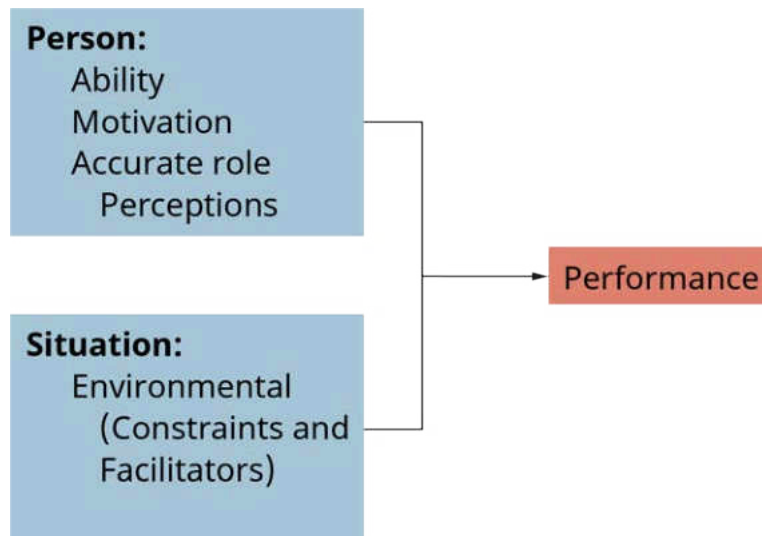 Person:
Ability
Motivation
Accurate role
Perceptions
Situation:
Environmental
(Constraints and
Facilitators)
Performance